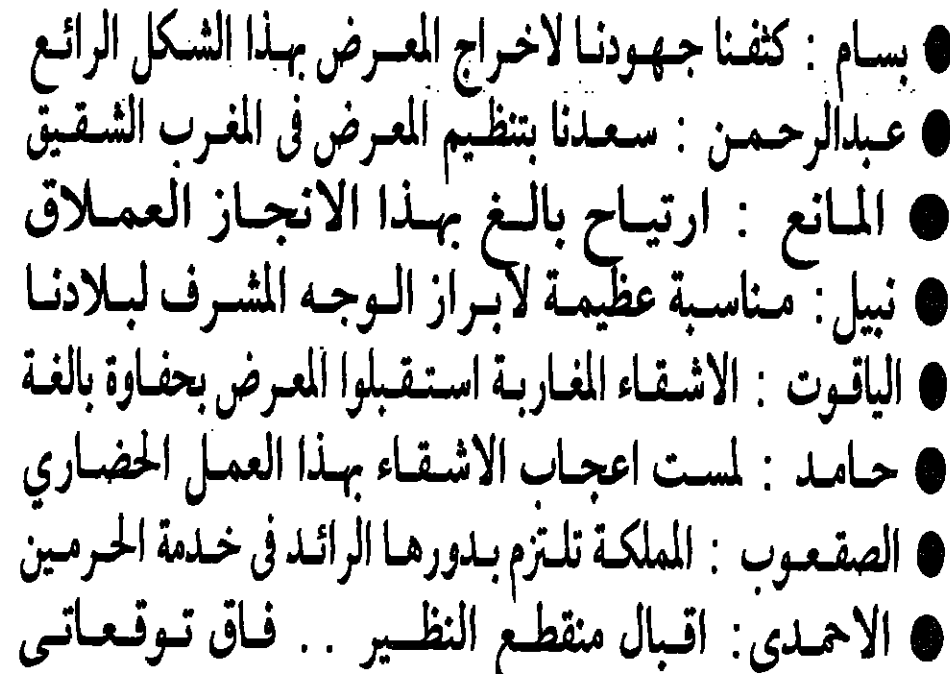 ● بسام : كثفنا جهودنا لاخراج المعرض بهذا الشكل الرائع
● عبدالرحمن : سعدنا بتنظيم المعرض فى المغرب الشقيق
● المانع : ارتياح بالغ بهذا الانجاز العملاق
● نبيل : مناسبة عظيمة لابراز الوجه المشرف لبلادنا
● الياقوت : الاشقاء المغاربة استقبلوا المعرض بحفاوة بالغة
● حامد : لمست اعجاب الاشقاء بهذا العمل الحضاري
● الصقعوب : المملكة تلتزم بدورها الرائد فى خدمة الحرمين
● الاحمدى : اقبال منقطع النظير .. فاق توقعاتى